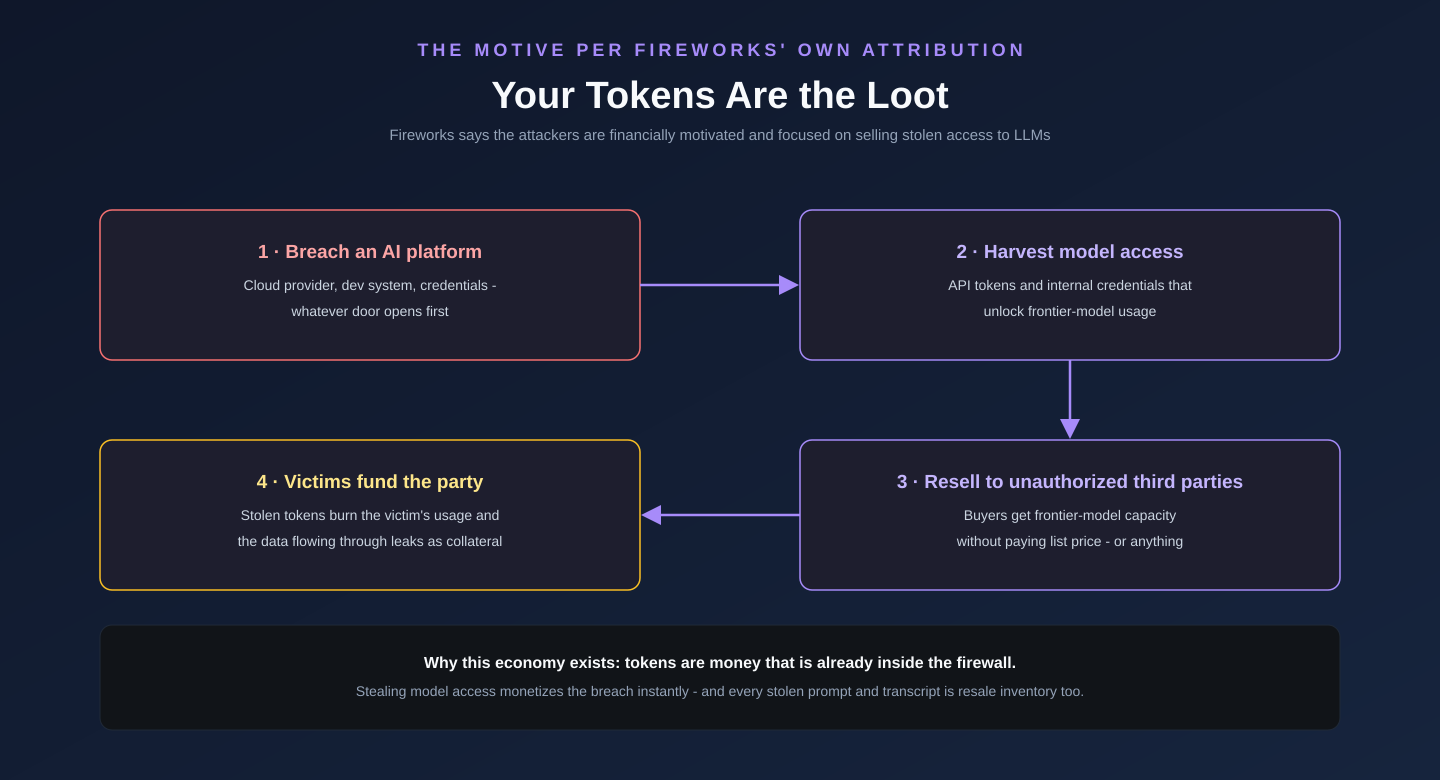 THE MOTIVE PER FIREWORKS' OWN ATTRIBUTION
Your Tokens Are the Loot
Fireworks says the attackers are financially motivated and focused on selling stolen access to LLMs
1 · Breach an AI platform
Cloud provider, dev system, credentials -
whatever door opens first
2 · Harvest model access
API tokens and internal credentials that
unlock frontier-model usage
3 · Resell to unauthorized third parties
Buyers get frontier-model capacity
without paying list price - or anything
4 · Victims fund the party
Stolen tokens burn the victim's usage and
the data flowing through leaks as collateral
Why this economy exists: tokens are money that is already inside the firewall.
Stealing model access monetizes the breach instantly - and every stolen prompt and transcript is resale inventory too.